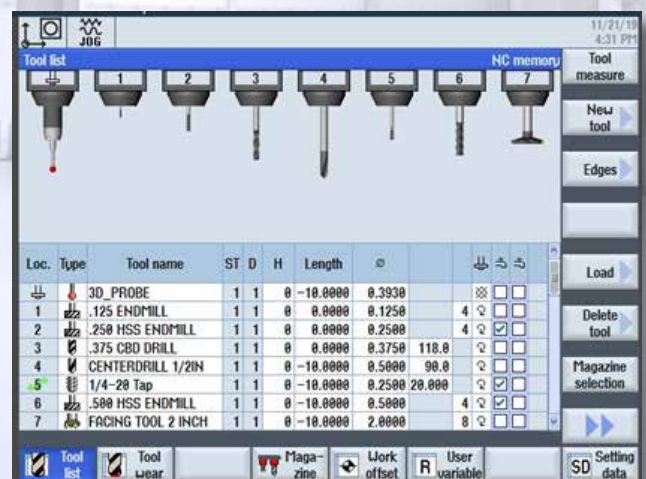 JOG
11/21/19
4:31 PM
Tool list NC memory
1 2 3 4 5 6 7
Tool measure
New tool
Edges
Load
Delete tool
Magazine selection
Loc. Type Tool name ST D H Length ø
3D_PROBE 1 1 0 -10.0000 0.3930
1 .125 ENDMILL 1 1 0 0.0000 0.1250 4
2 .250 HSS ENDMILL 1 1 0 0.0000 0.2500 4
3 .375 CBD DRILL 1 1 0 0.0000 0.3750 118.0
4 CENTERDRILL 1/2IN 1 1 0 -10.0000 0.5000 90.0
5 1/4-20 Tap 1 1 0 -10.0000 0.2500 20.000
6 .500 HSS ENDMILL 1 1 0 -10.0000 0.5000 4
7 FACING TOOL 2 INCH 1 1 0 -10.0000 2.0000 8
Tool list
Tool wear
Maga-zine
Work offset
R User variable
SD Setting data